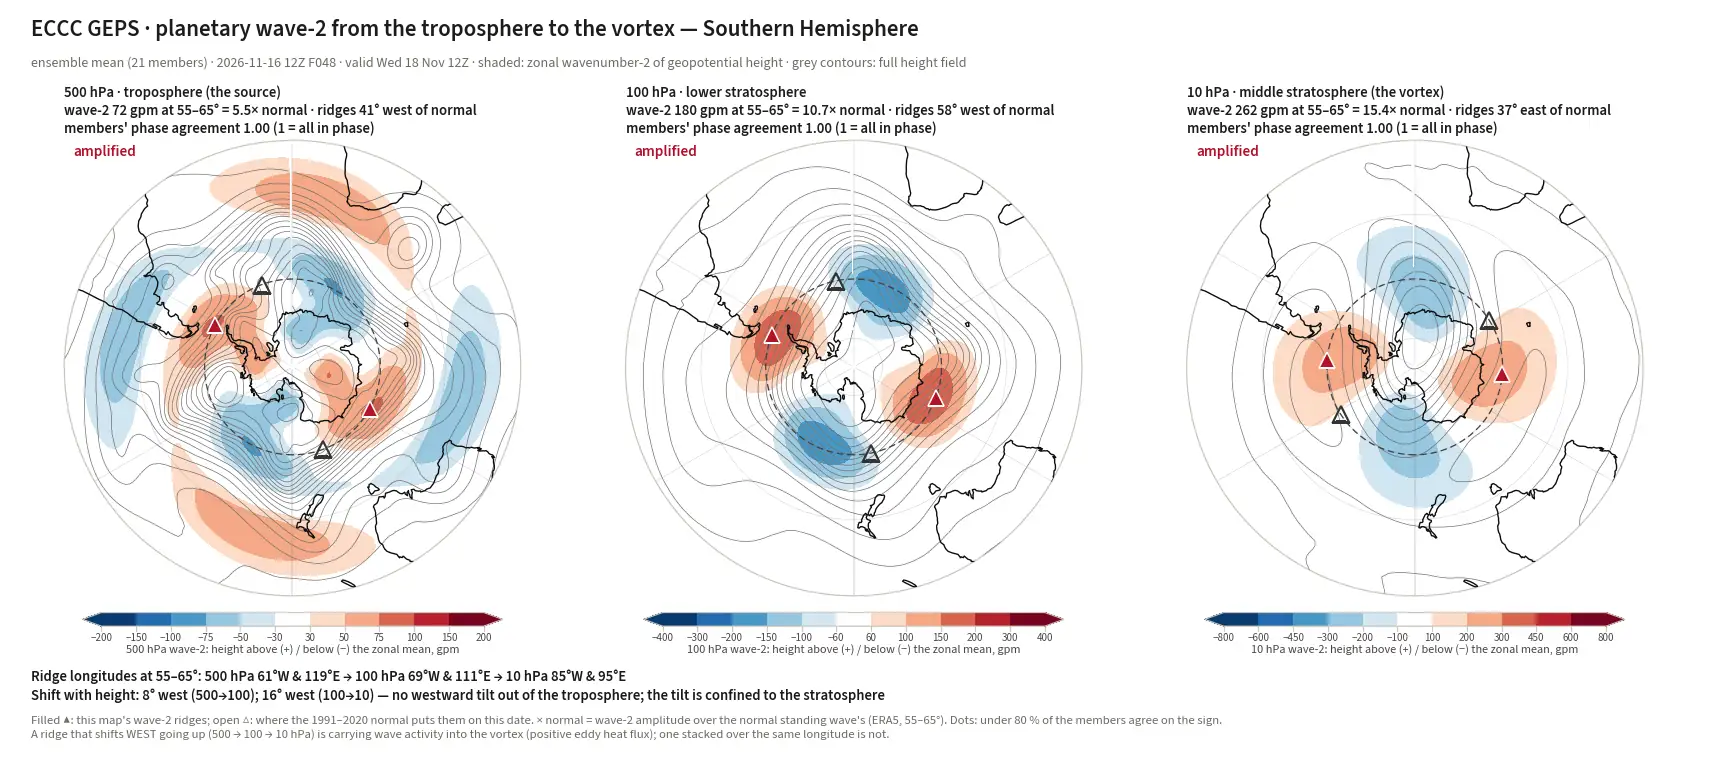 ECCC GEPS · planetary wave-2 from the troposphere to the vortex — Southern Hemisphere
ensemble mean (21 members) · 2026-11-16 12Z F048 · valid Wed 18 Nov 12Z · shaded: zonal wavenumber-2 of geopotential height · grey contours: full height field
500 hPa · troposphere (the source)
wave-2 72 gpm at 55–65° = 5.5× normal · ridges 41° west of normal
members' phase agreement 1.00 (1 = all in phase)
amplified
100 hPa · lower stratosphere
wave-2 180 gpm at 55–65° = 10.7× normal · ridges 58° west of normal
members' phase agreement 1.00 (1 = all in phase)
amplified
10 hPa · middle stratosphere (the vortex)
wave-2 262 gpm at 55–65° = 15.4× normal · ridges 37° east of normal
members' phase agreement 1.00 (1 = all in phase)
amplified
−200 −150 −100 −75 −50 −30 30 50 75 100 150 200
500 hPa wave-2: height above (+) / below (−) the zonal mean, gpm
−400 −300 −200 −150 −100 −60 60 100 150 200 300 400
100 hPa wave-2: height above (+) / below (−) the zonal mean, gpm
−800 −600 −450 −300 −200 −100 100 200 300 450 600 800
10 hPa wave-2: height above (+) / below (−) the zonal mean, gpm
Ridge longitudes at 55–65°: 500 hPa 61°W & 119°E → 100 hPa 69°W & 111°E → 10 hPa 85°W & 95°E
Shift with height: 8° west (500→100); 16° west (100→10) — no westward tilt out of the troposphere; the tilt is confined to the stratosphere
Filled ▲: this map's wave-2 ridges; open △: where the 1991–2020 normal puts them on this date. × normal = wave-2 amplitude over the normal standing wave's (ERA5, 55–65°). Dots: under 80 % of the members agree on the sign.
A ridge that shifts WEST going up (500 → 100 → 10 hPa) is carrying wave activity into the vortex (positive eddy heat flux); one stacked over the same longitude is not.